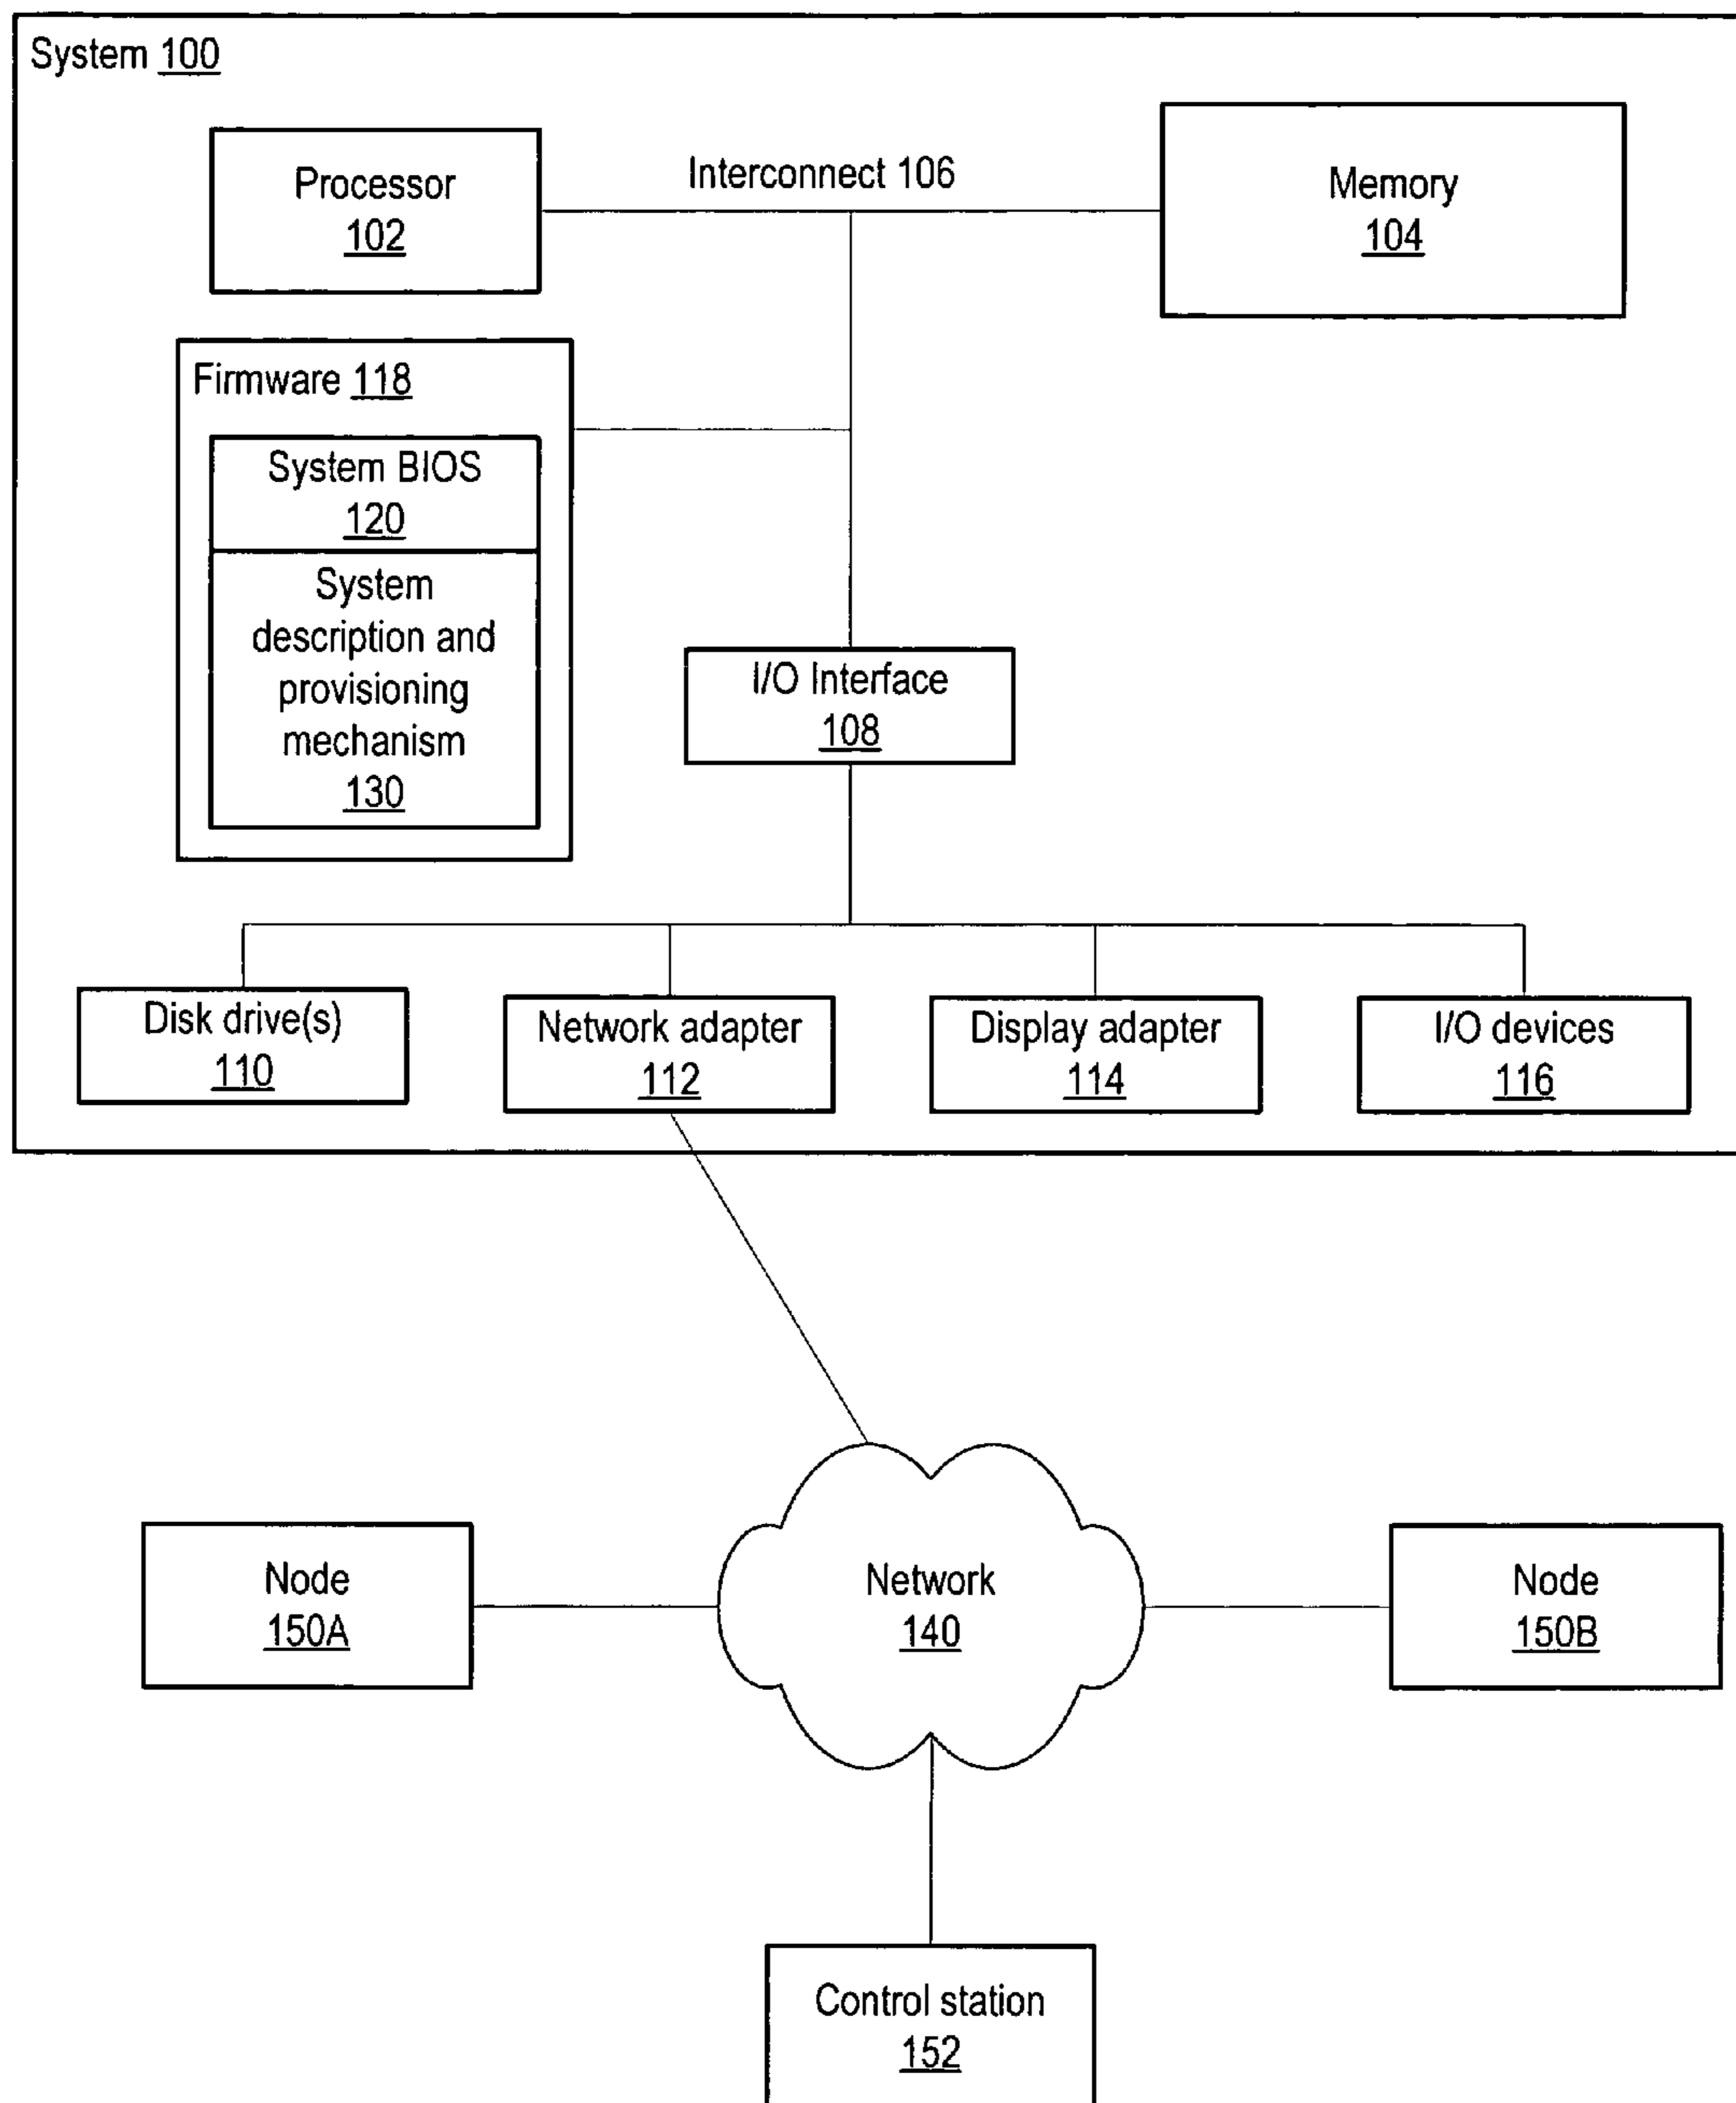 System 100
Processor
102
Interconnect 106
Memory
104
Firmware 118
System BIOS
120
System
description and
provisioning
mechanism
130
I/O Interface
108
Disk drive(s)
110
Network adapter
112
Display adapter
114
I/O devices
116
Node
150A
Network
140
Node
150B
Control station
152